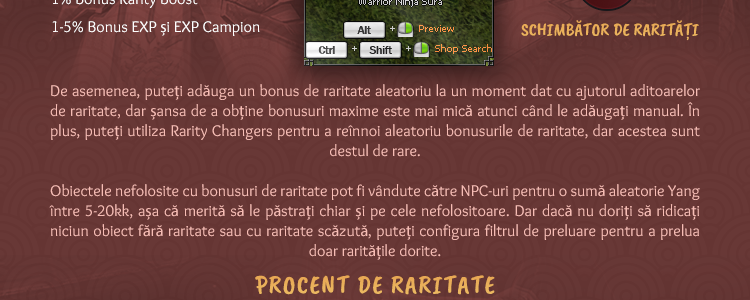 1% Bonus Rarity Boost
1-5% Bonus EXP și EXP Campion
Warrior Ninja Sura
Alt + Preview
Ctrl + Shift + Shop Search
SCHIMBĂTOR DE RARITĂȚI
De asemenea, puteți adăuga un bonus de raritate aleatoriu la un moment dat cu ajutorul aditoarelor
de raritate, dar șansa de a obține bonusuri maxime este mai mică atunci când le adăugați manual. În
plus, puteți utiliza Rarity Changers pentru a reînnoi aleatoriu bonusurile de raritate, dar acestea sunt
destul de rare.
Obiectele nefolosite cu bonusuri de raritate pot fi vândute către NPC-uri pentru o sumă aleatorie Yang
între 5-20kk, așa că merită să le păstrați chiar și pe cele nefolositoare. Dar dacă nu doriți să ridicați
niciun obiect fără raritate sau cu raritate scăzută, puteți configura filtrul de preluare pentru a prelua
doar raritățile dorite.
PROCENT DE RARITATE